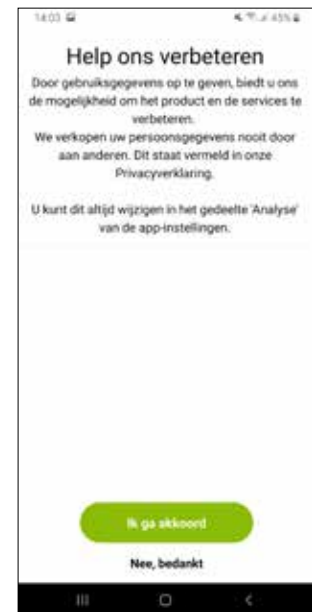 14:03
45%
Help ons verbeteren
Door gebruiksgegevens op te geven, biedt u ons
de mogelijkheid om het product en de services te
verbeteren.
We verkopen uw persoonsgegevens nooit door
aan anderen. Dit staat vermeld in onze
Privacyverklaring.
U kunt dit altijd wijzigen in het gedeelte 'Analyse'
van de app-instellingen.
Ik ga akkoord
Nee, bedankt